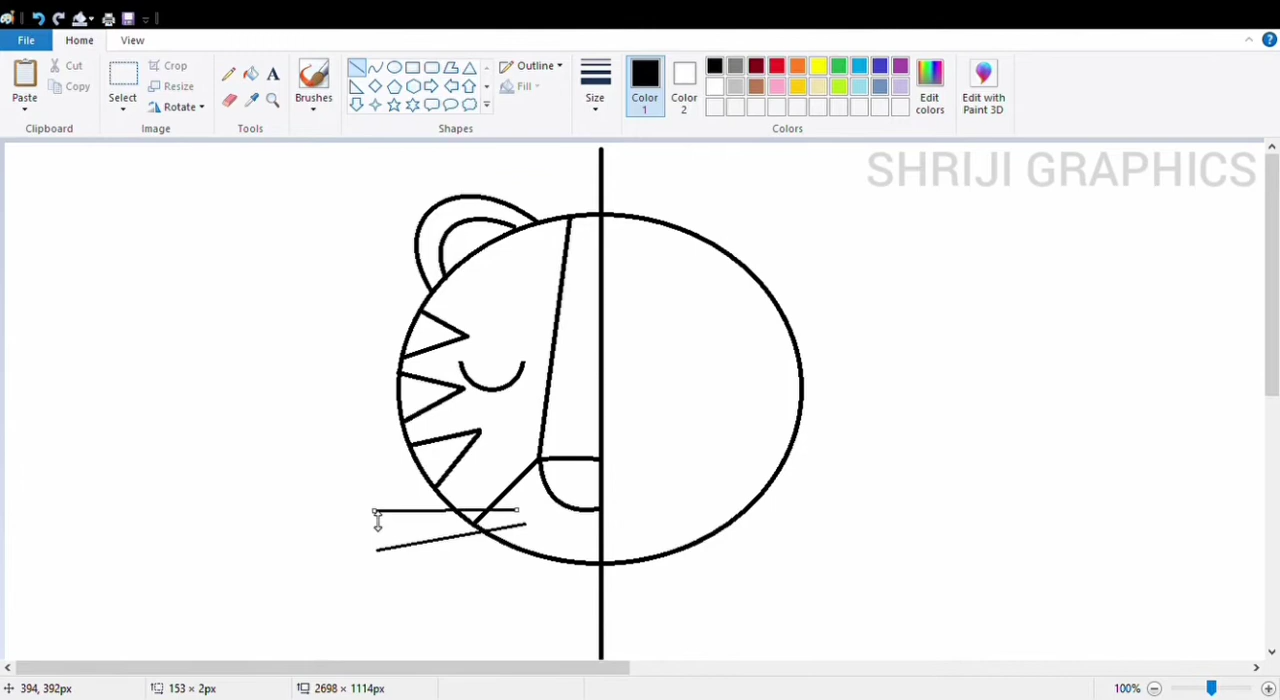 File
Home
View
Paste
Cut
Copy
Clipboard
Select
Crop
Resize
Rotate
Image
A
Tools
Brushes
Shapes
Outline
Fill
Size
Color
1
Color
2
Colors
Edit
colors
Edit with
Paint 3D
SHRIJI GRAPHICS
394, 392px
153 × 2px
2698 × 1114px
100%